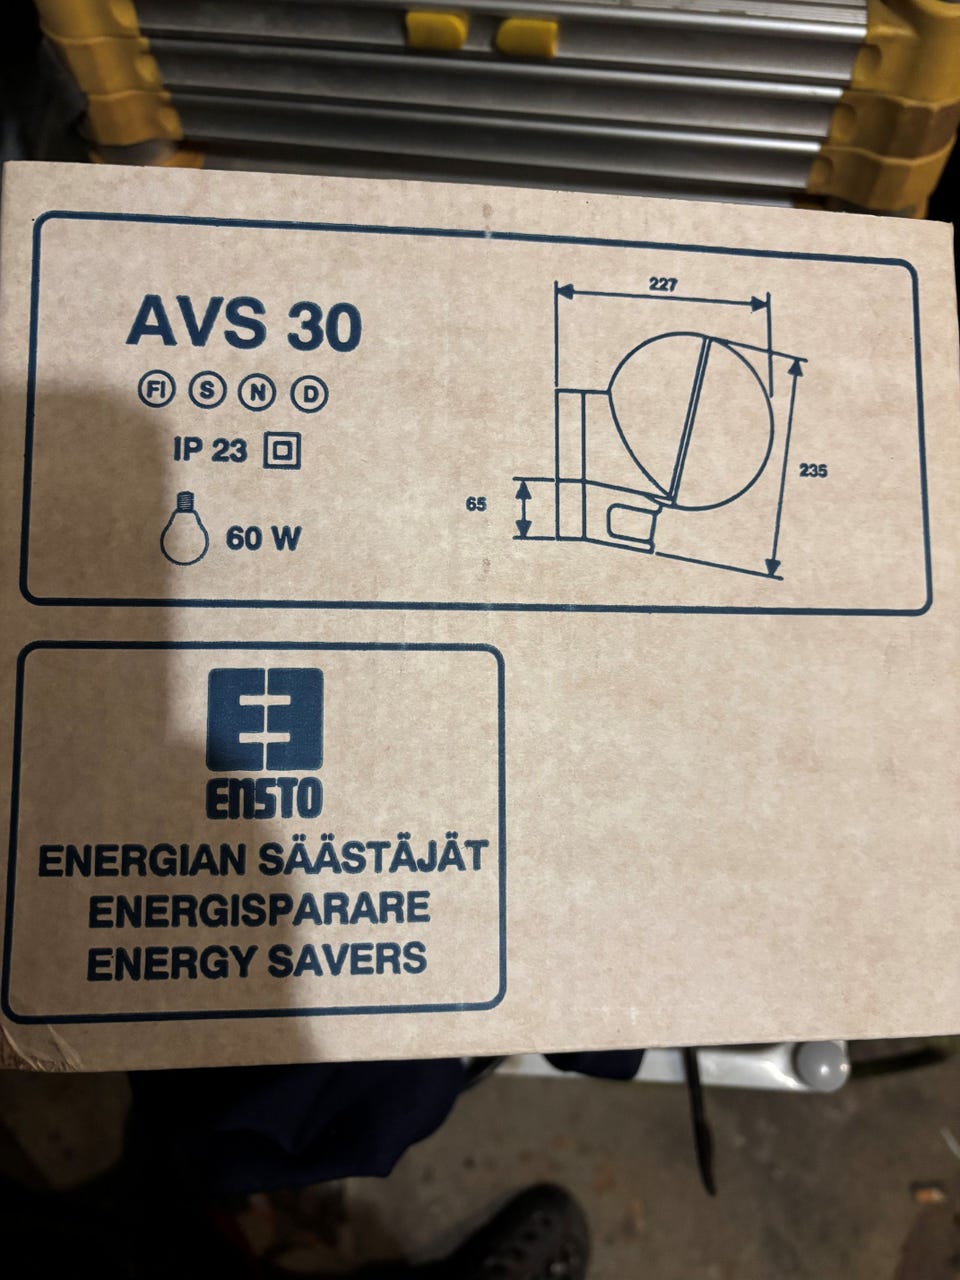 AVS 30
FI S N D
IP 23
60 W
227
235
65
ENSTO
ENERGIAN SÄÄSTÄJÄT
ENERGISPARARE
ENERGY SAVERS